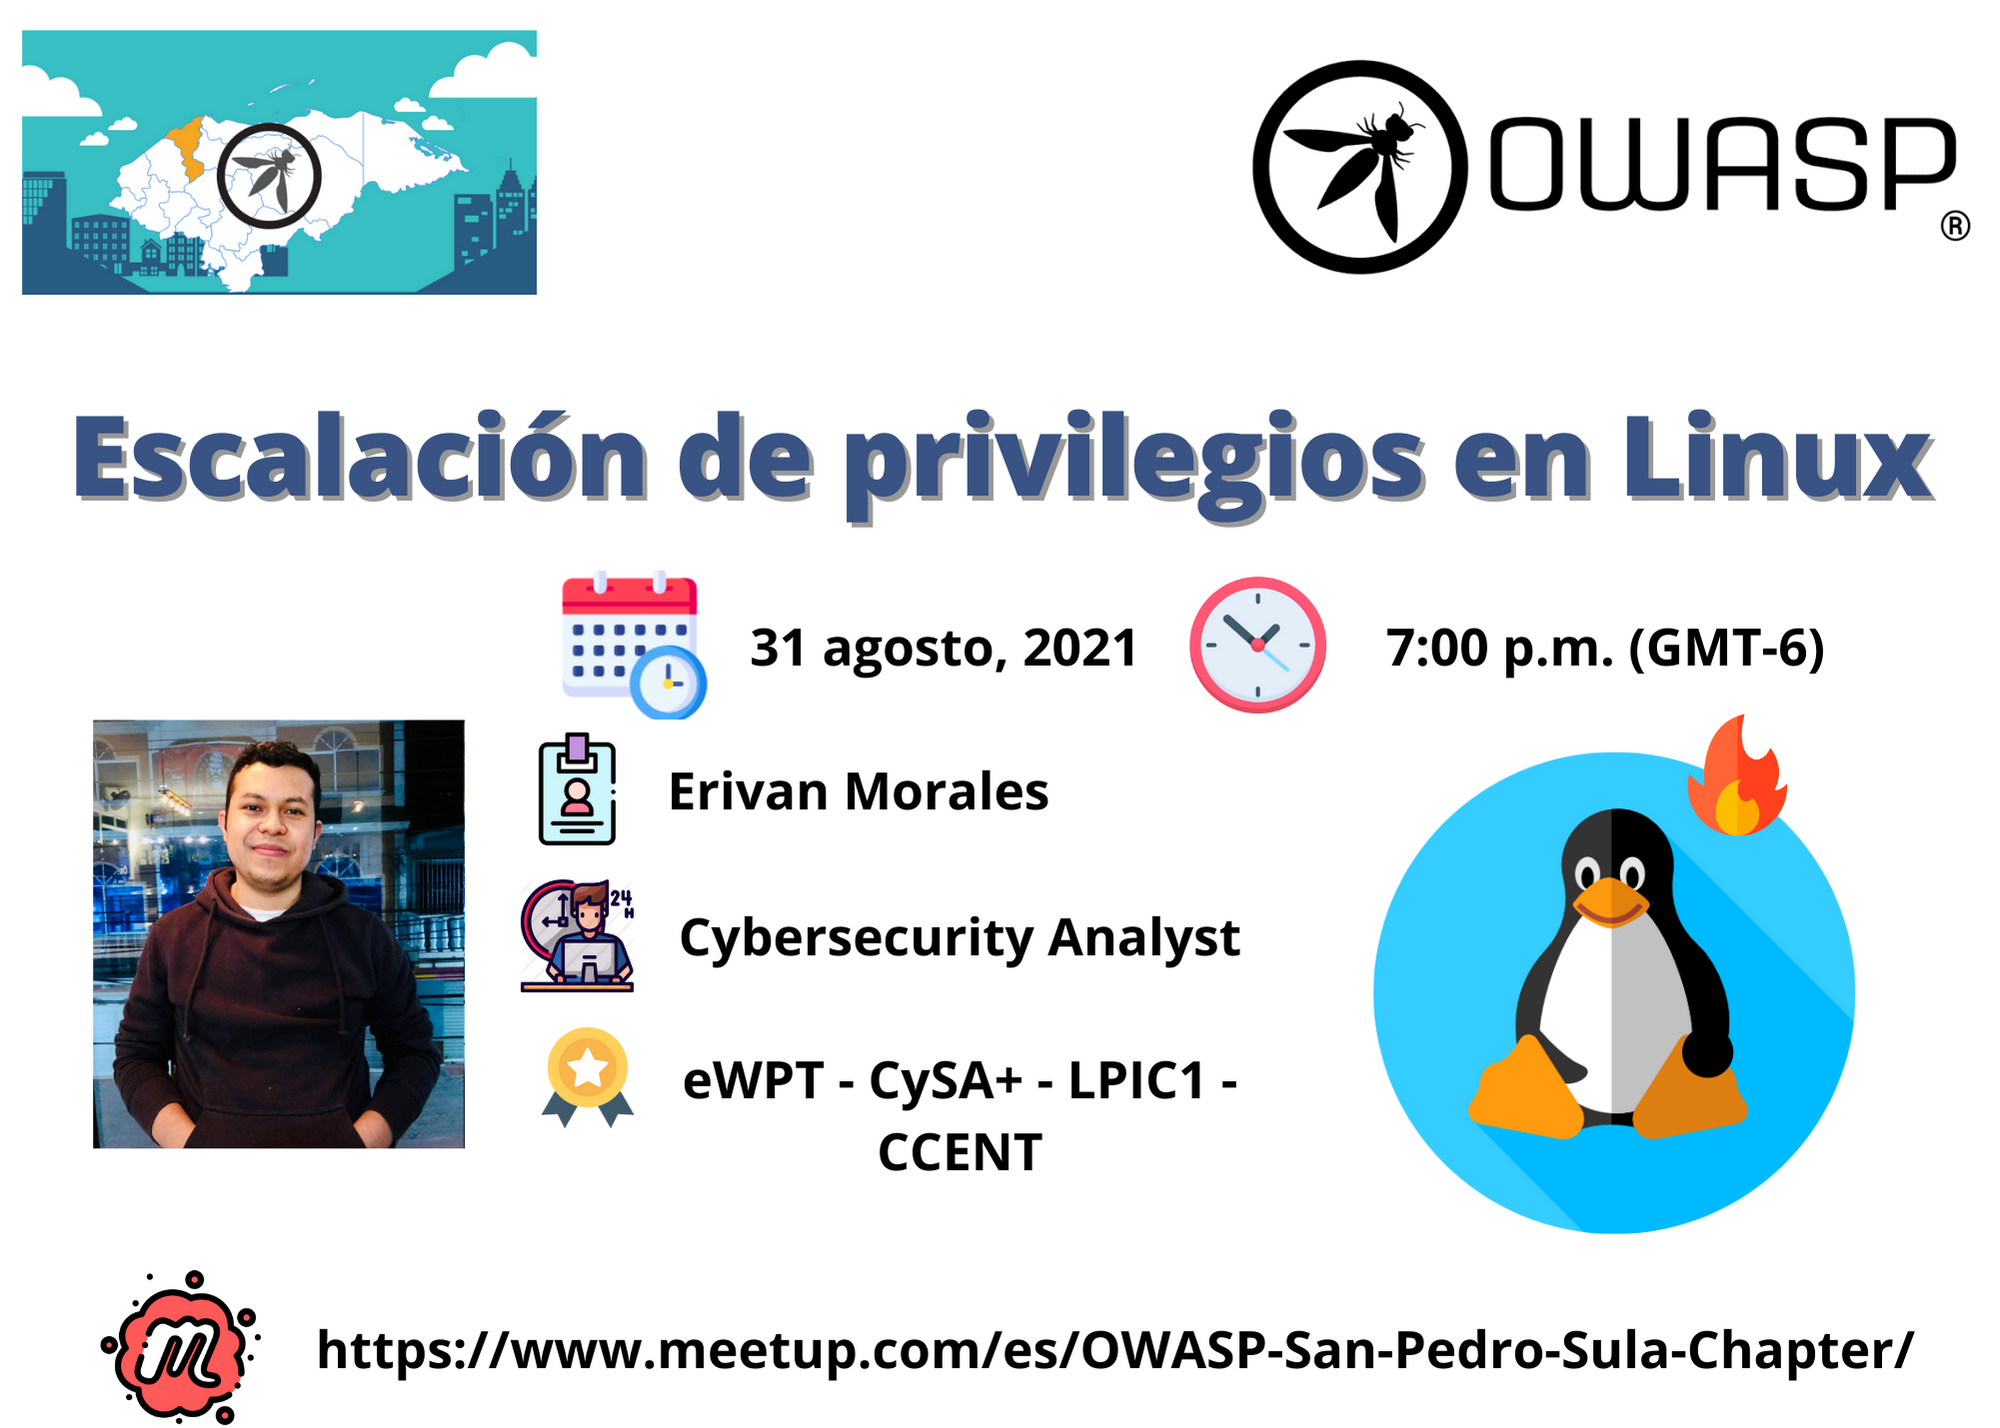 OWASP
®
Escalación de privilegios en Linux
31 agosto, 2021
7:00 p.m. (GMT-6)
Erivan Morales
24
H
Cybersecurity Analyst
eWPT - CySA+ - LPIC1 -
CCENT
m
https://www.meetup.com/es/OWASP-San-Pedro-Sula-Chapter/